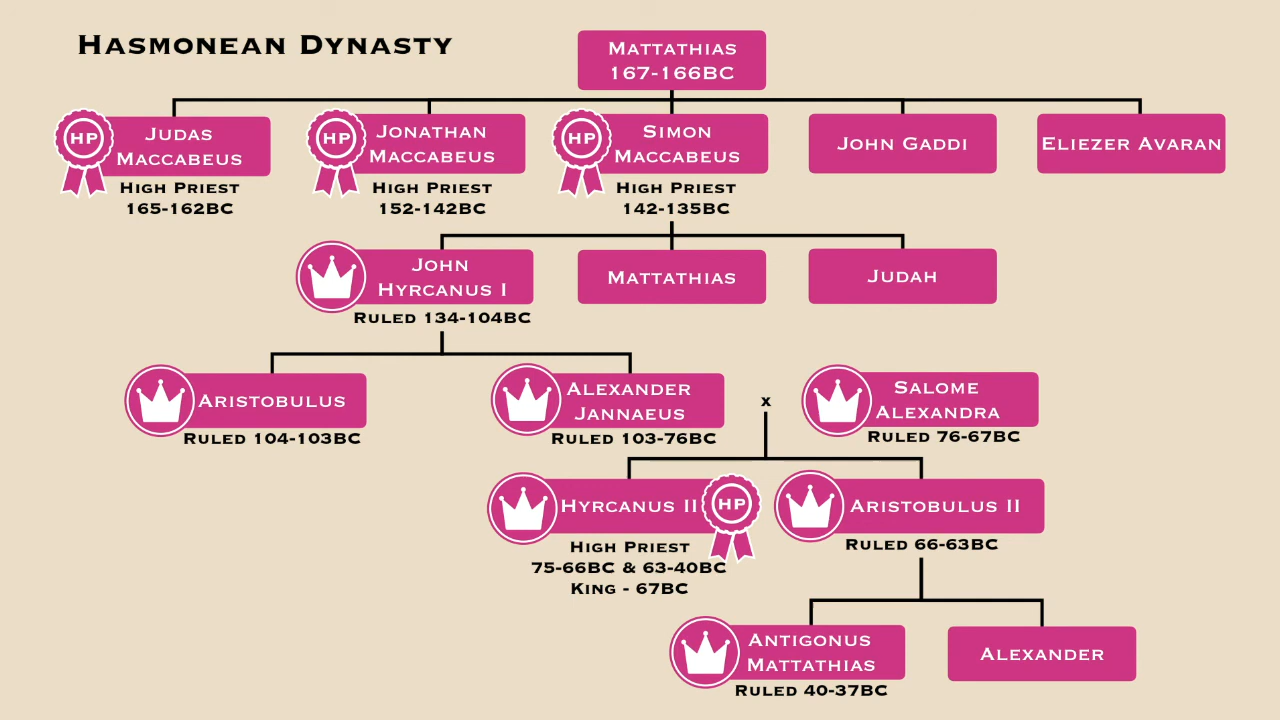 Hasmonean Dynasty
Mattathias
167-166BC
HP
Judas
Maccabeus
High Priest
165-162BC
HP
Jonathan
Maccabeus
High Priest
152-142BC
HP
Simon
Maccabeus
High Priest
142-135BC
John Gaddi
Eliezer Avaran
John
Hyrcanus I
Ruled 134-104BC
Mattathias
Judah
Aristobulus
Ruled 104-103BC
Alexander
Jannaeus
Ruled 103-76BC
x
Salome
Alexandra
Ruled 76-67BC
Hyrcanus II
HP
High Priest
75-66BC & 63-40BC
King - 67BC
Aristobulus II
Ruled 66-63BC
Antigonus
Mattathias
Ruled 40-37BC
Alexander